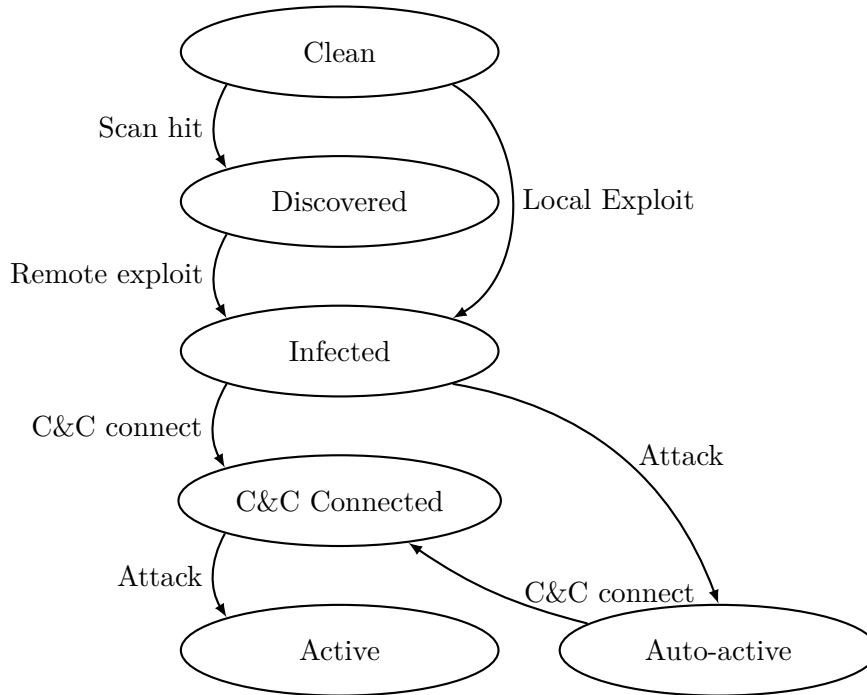 Clean
Scan hit
Discovered
Local Exploit
Remote exploit
Infected
C&C connect
Attack
C&C Connected
Attack
C&C connect
Active
Auto-active